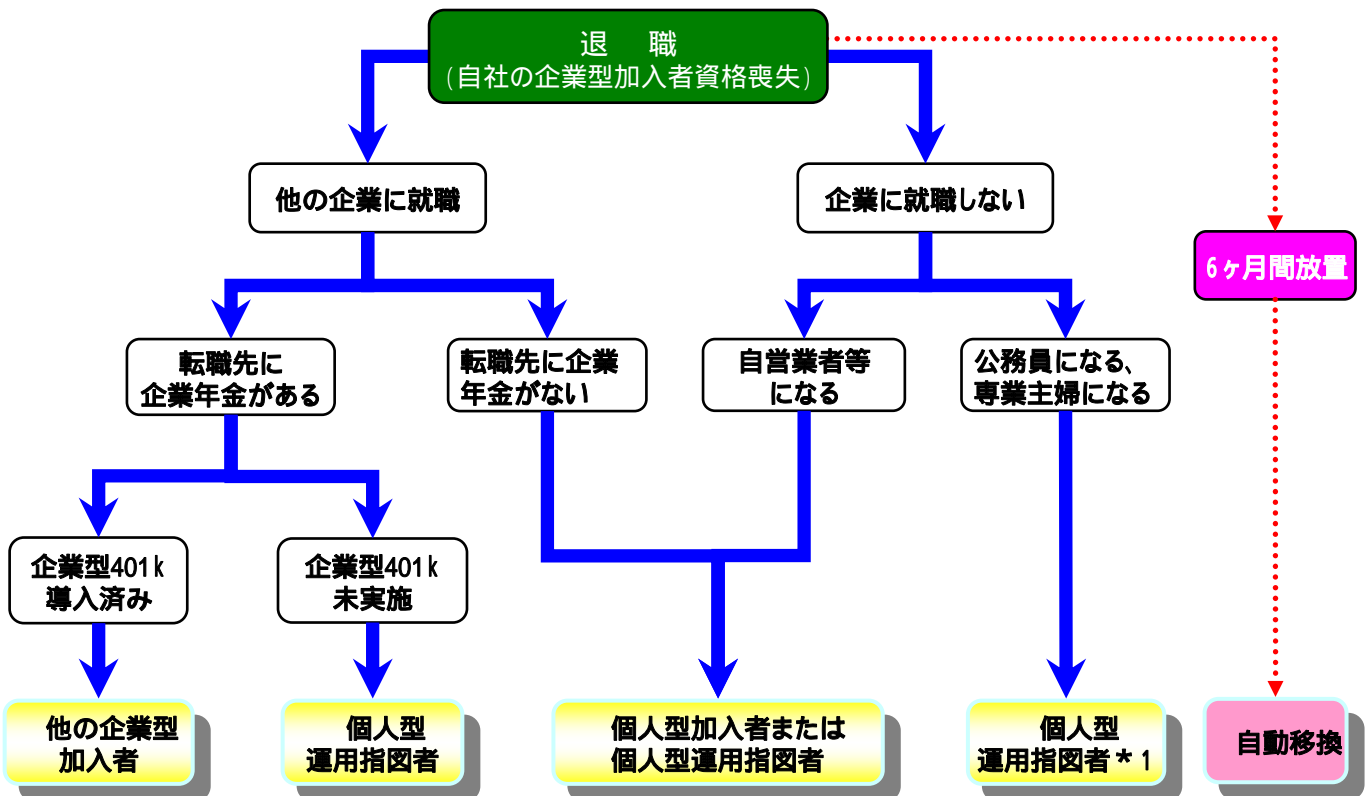 退　職
(自社の企業型加入者資格喪失)
他の企業に就職
企業に就職しない
6ヶ月間放置
転職先に
企業年金がある
転職先に企業
年金がない
自営業者等
になる
公務員になる、
専業主婦になる
企業型401k
導入済み
企業型401k
未実施
他の企業型
加入者
個人型
運用指図者
個人型加入者または
個人型運用指図者
個人型
運用指図者*1
自動移換